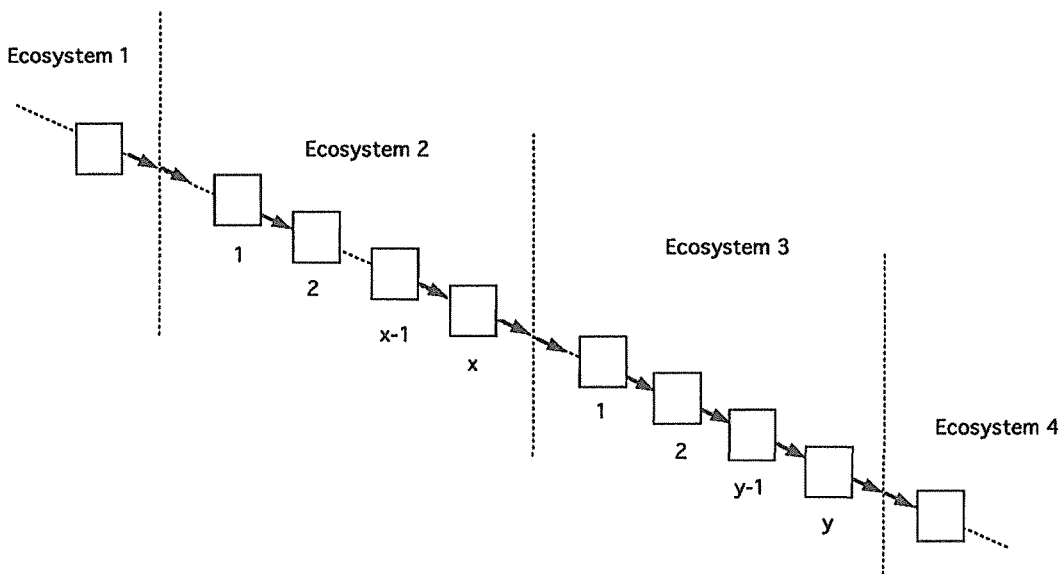 Ecosystem 1
Ecosystem 2
1
2
x-1
x
Ecosystem 3
1
2
y-1
y
Ecosystem 4